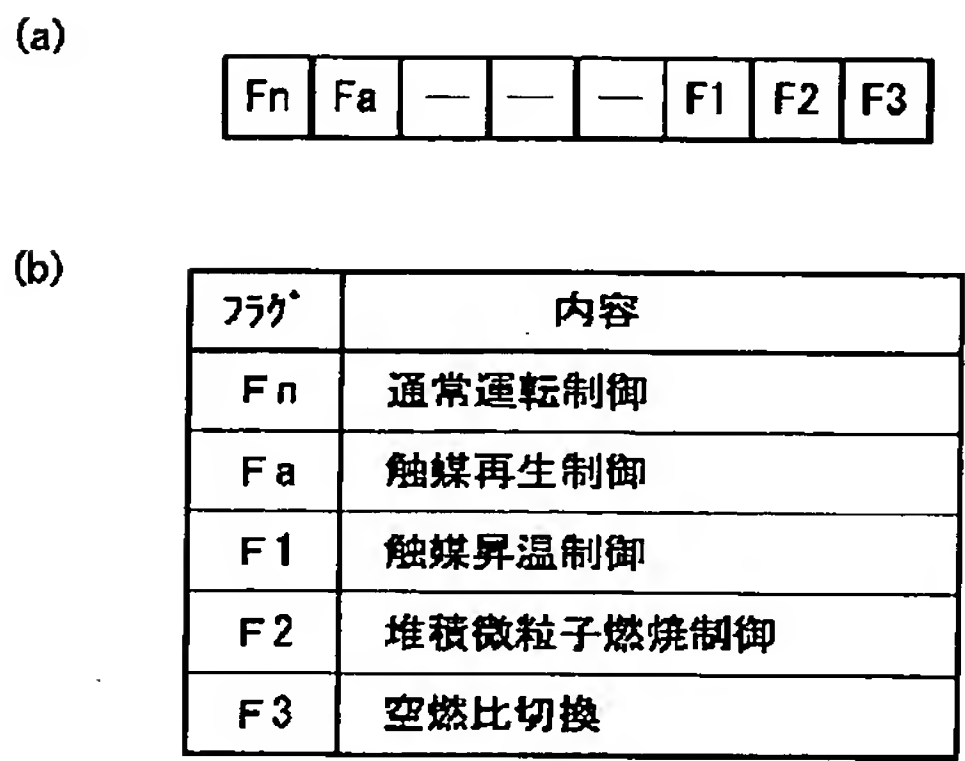 (a)
Fn Fa — — — F1 F2 F3
(b)
ﾌﾗｸﾞ 内容
Fn 通常運転制御
Fa 触媒再生制御
F1 触媒昇温制御
F2 堆積微粒子燃焼制御
F3 空燃比切換